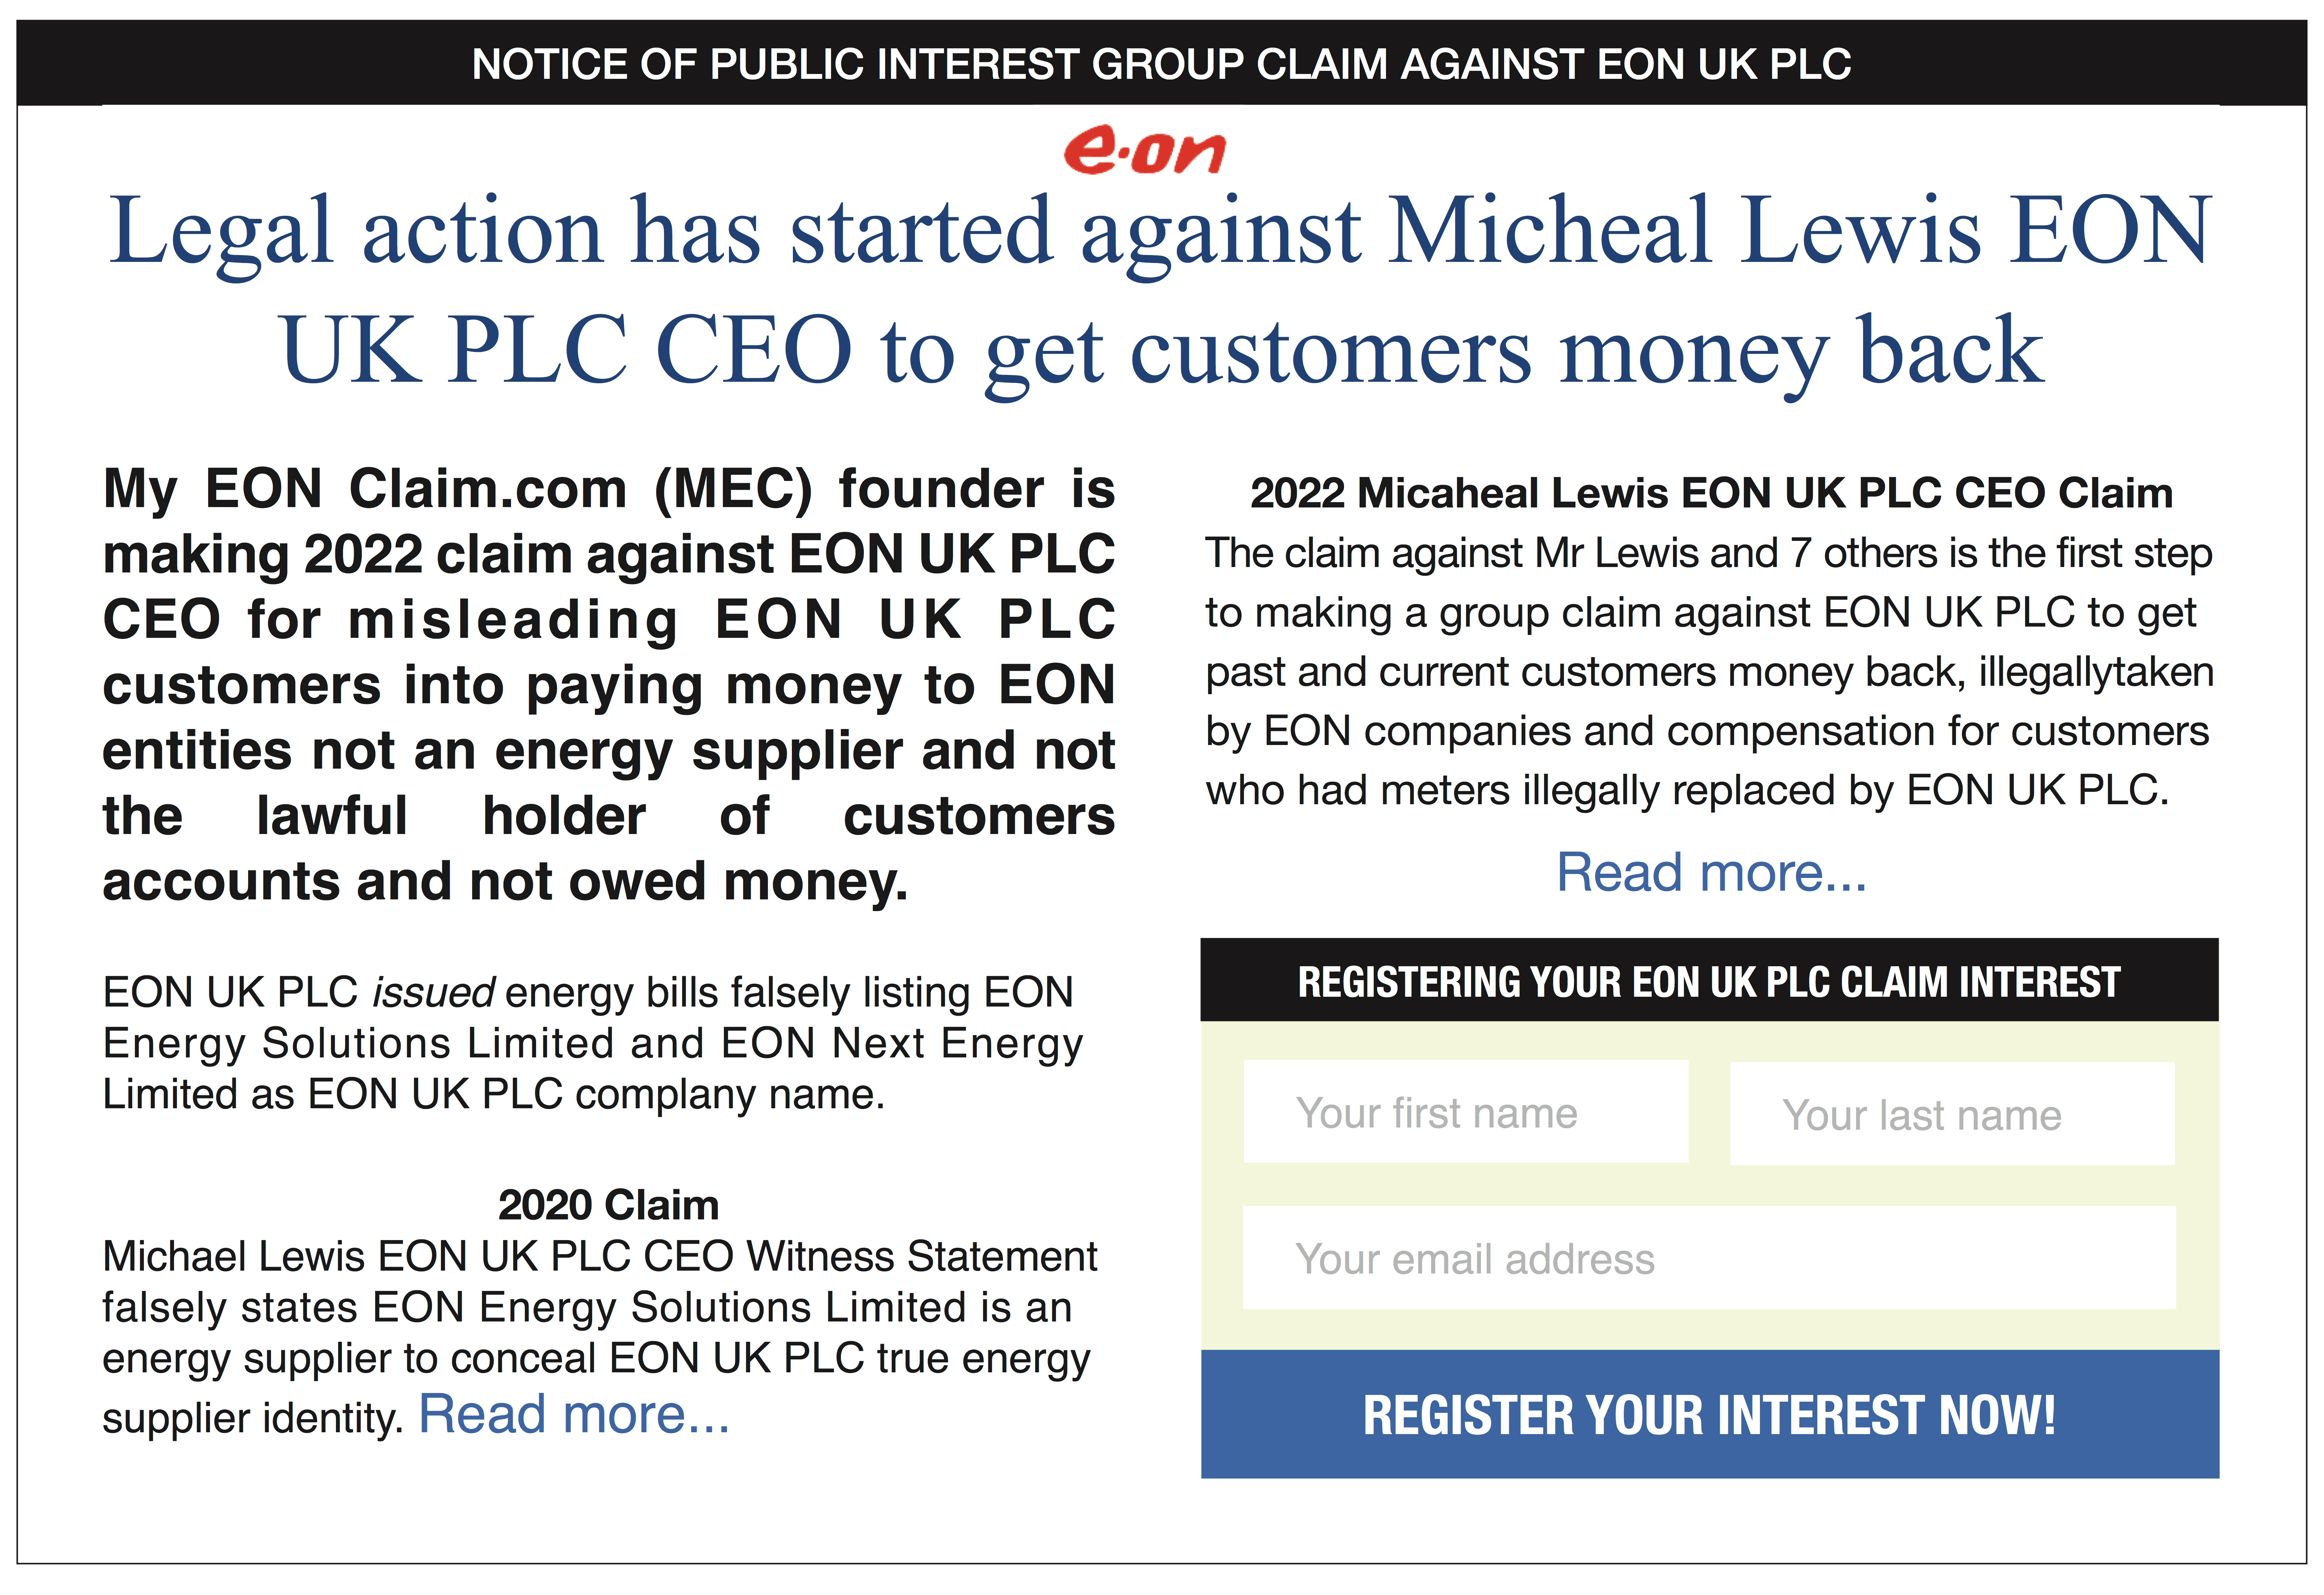 NOTICE OF PUBLIC INTEREST GROUP CLAIM AGAINST EON UK PLC
e·on
Legal action has started against Micheal Lewis EON
UK PLC CEO to get customers money back
My EON Claim.com (MEC) founder is
making 2022 claim against EON UK PLC
CEO for misleading EON UK PLC
customers into paying money to EON
entities not an energy supplier and not
the lawful holder of customers
accounts and not owed money.
EON UK PLC issued energy bills falsely listing EON
Energy Solutions Limited and EON Next Energy
Limited as EON UK PLC complany name.
2020 Claim
Michael Lewis EON UK PLC CEO Witness Statement
falsely states EON Energy Solutions Limited is an
energy supplier to conceal EON UK PLC true energy
supplier identity. Read more...
2022 Micaheal Lewis EON UK PLC CEO Claim
The claim against Mr Lewis and 7 others is the first step
to making a group claim against EON UK PLC to get
past and current customers money back, illegallytaken
by EON companies and compensation for customers
who had meters illegally replaced by EON UK PLC.
Read more...
REGISTERING YOUR EON UK PLC CLAIM INTEREST
Your first name
Your last name
Your email address
REGISTER YOUR INTEREST NOW!